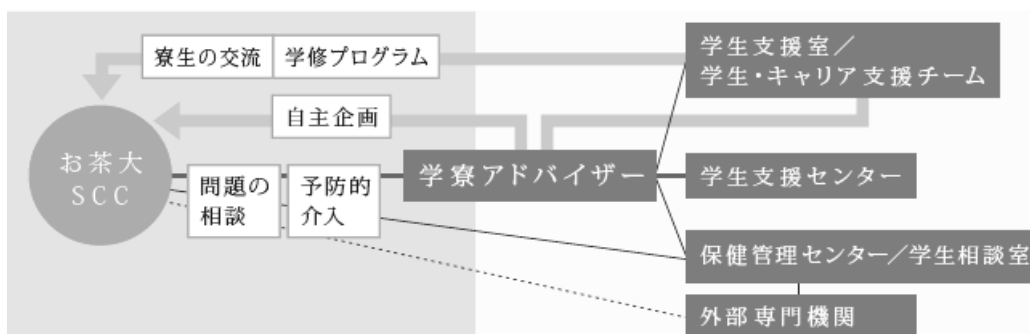 寮生の交流
学修プログラム
学生支援室／
学生・キャリア支援チーム
自主企画
お茶大
SCC
問題の
相談
予防的
介入
学寮アドバイザー
学生支援センター
保健管理センター／学生相談室
外部専門機関